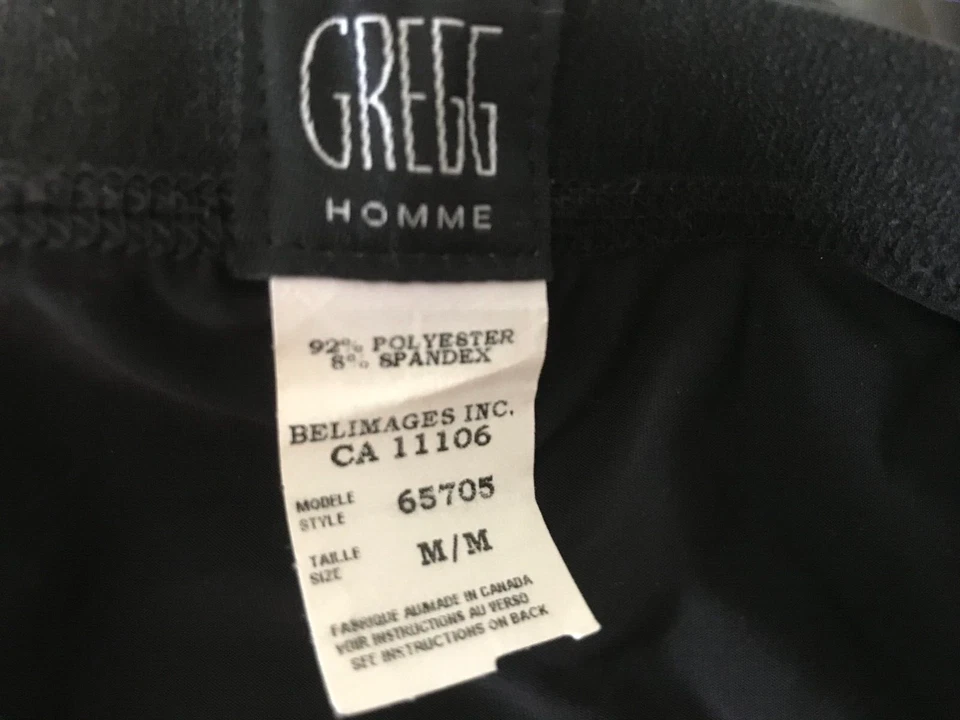 GREGG
HOMME
92% POLYESTER
8% SPANDEX
BELIMAGES INC.
CA 11106
MODELE
STYLE
65705
TAILLE
SIZE
M/M
FABRIQUE AU/MADE IN CANADA
VOIR INSTRUCTIONS AU VERSO
SEE INSTRUCTIONS ON BACK